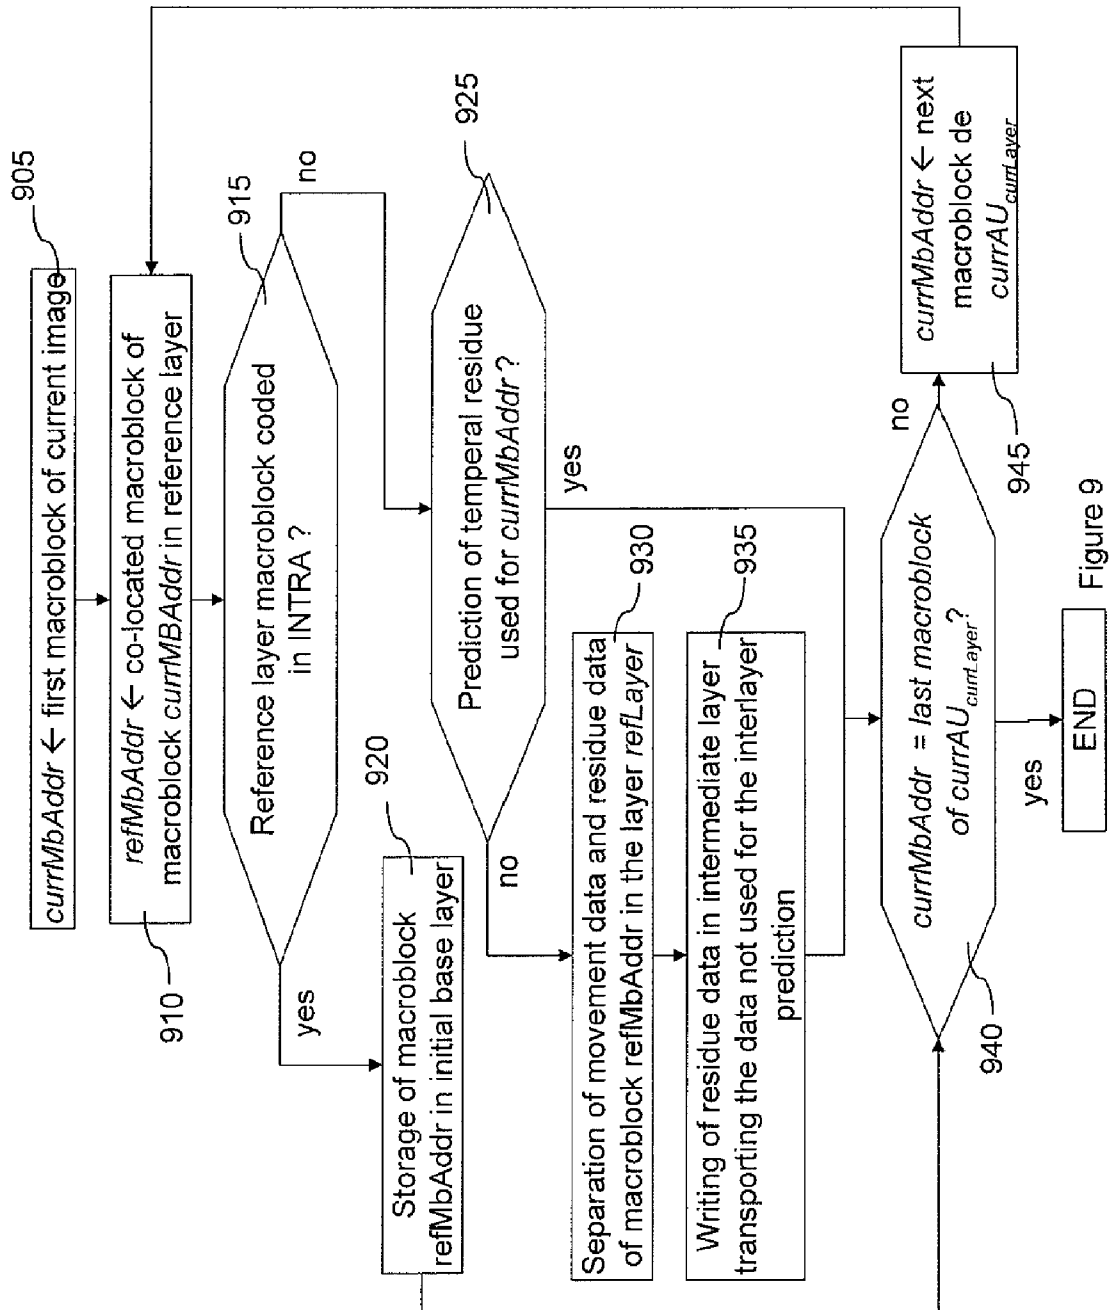 905
currMbAddr ← first macroblock of current image
910
refMbAddr ← co-located macroblock of
macroblock currMBAddr in reference layer
915
Reference layer macroblock coded
in INTRA ?
yes
no
920
Storage of macroblock
refMbAddr in initial base layer
925
Prediction of temperal residue
used for currMbAddr ?
no
yes
930
Separation of movement data and residue data
of macroblock refMbAddr in the layer refLayer
935
Writing of residue data in intermediate layer
transporting the data not used for the interlayer
prediction
940
currMbAddr = last macroblock
of currAUcurrLayer?
no
yes
945
currMbAddr ← next
macroblock de
currAUcurrLayer
END
Figure 9